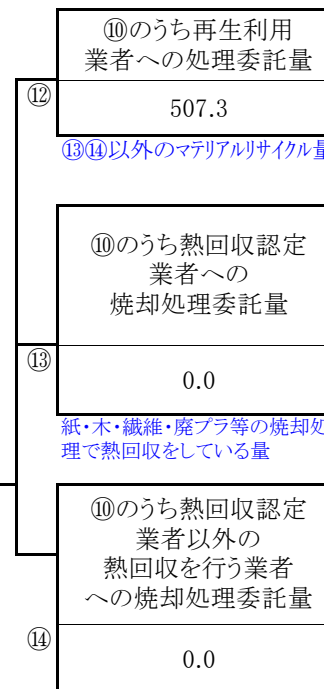 ⑩のうち再生利用
業者への処理委託量
⑫
507.3
⑬⑭以外のマテリアルリサイクル量
⑩のうち熱回収認定
業者への
焼却処理委託量
⑬
0.0
紙・木・繊維・廃プラ等の焼却処
理で熱回収をしている量
⑩のうち熱回収認定
業者以外の
熱回収を行う業者
への焼却処理委託量
⑭
0.0